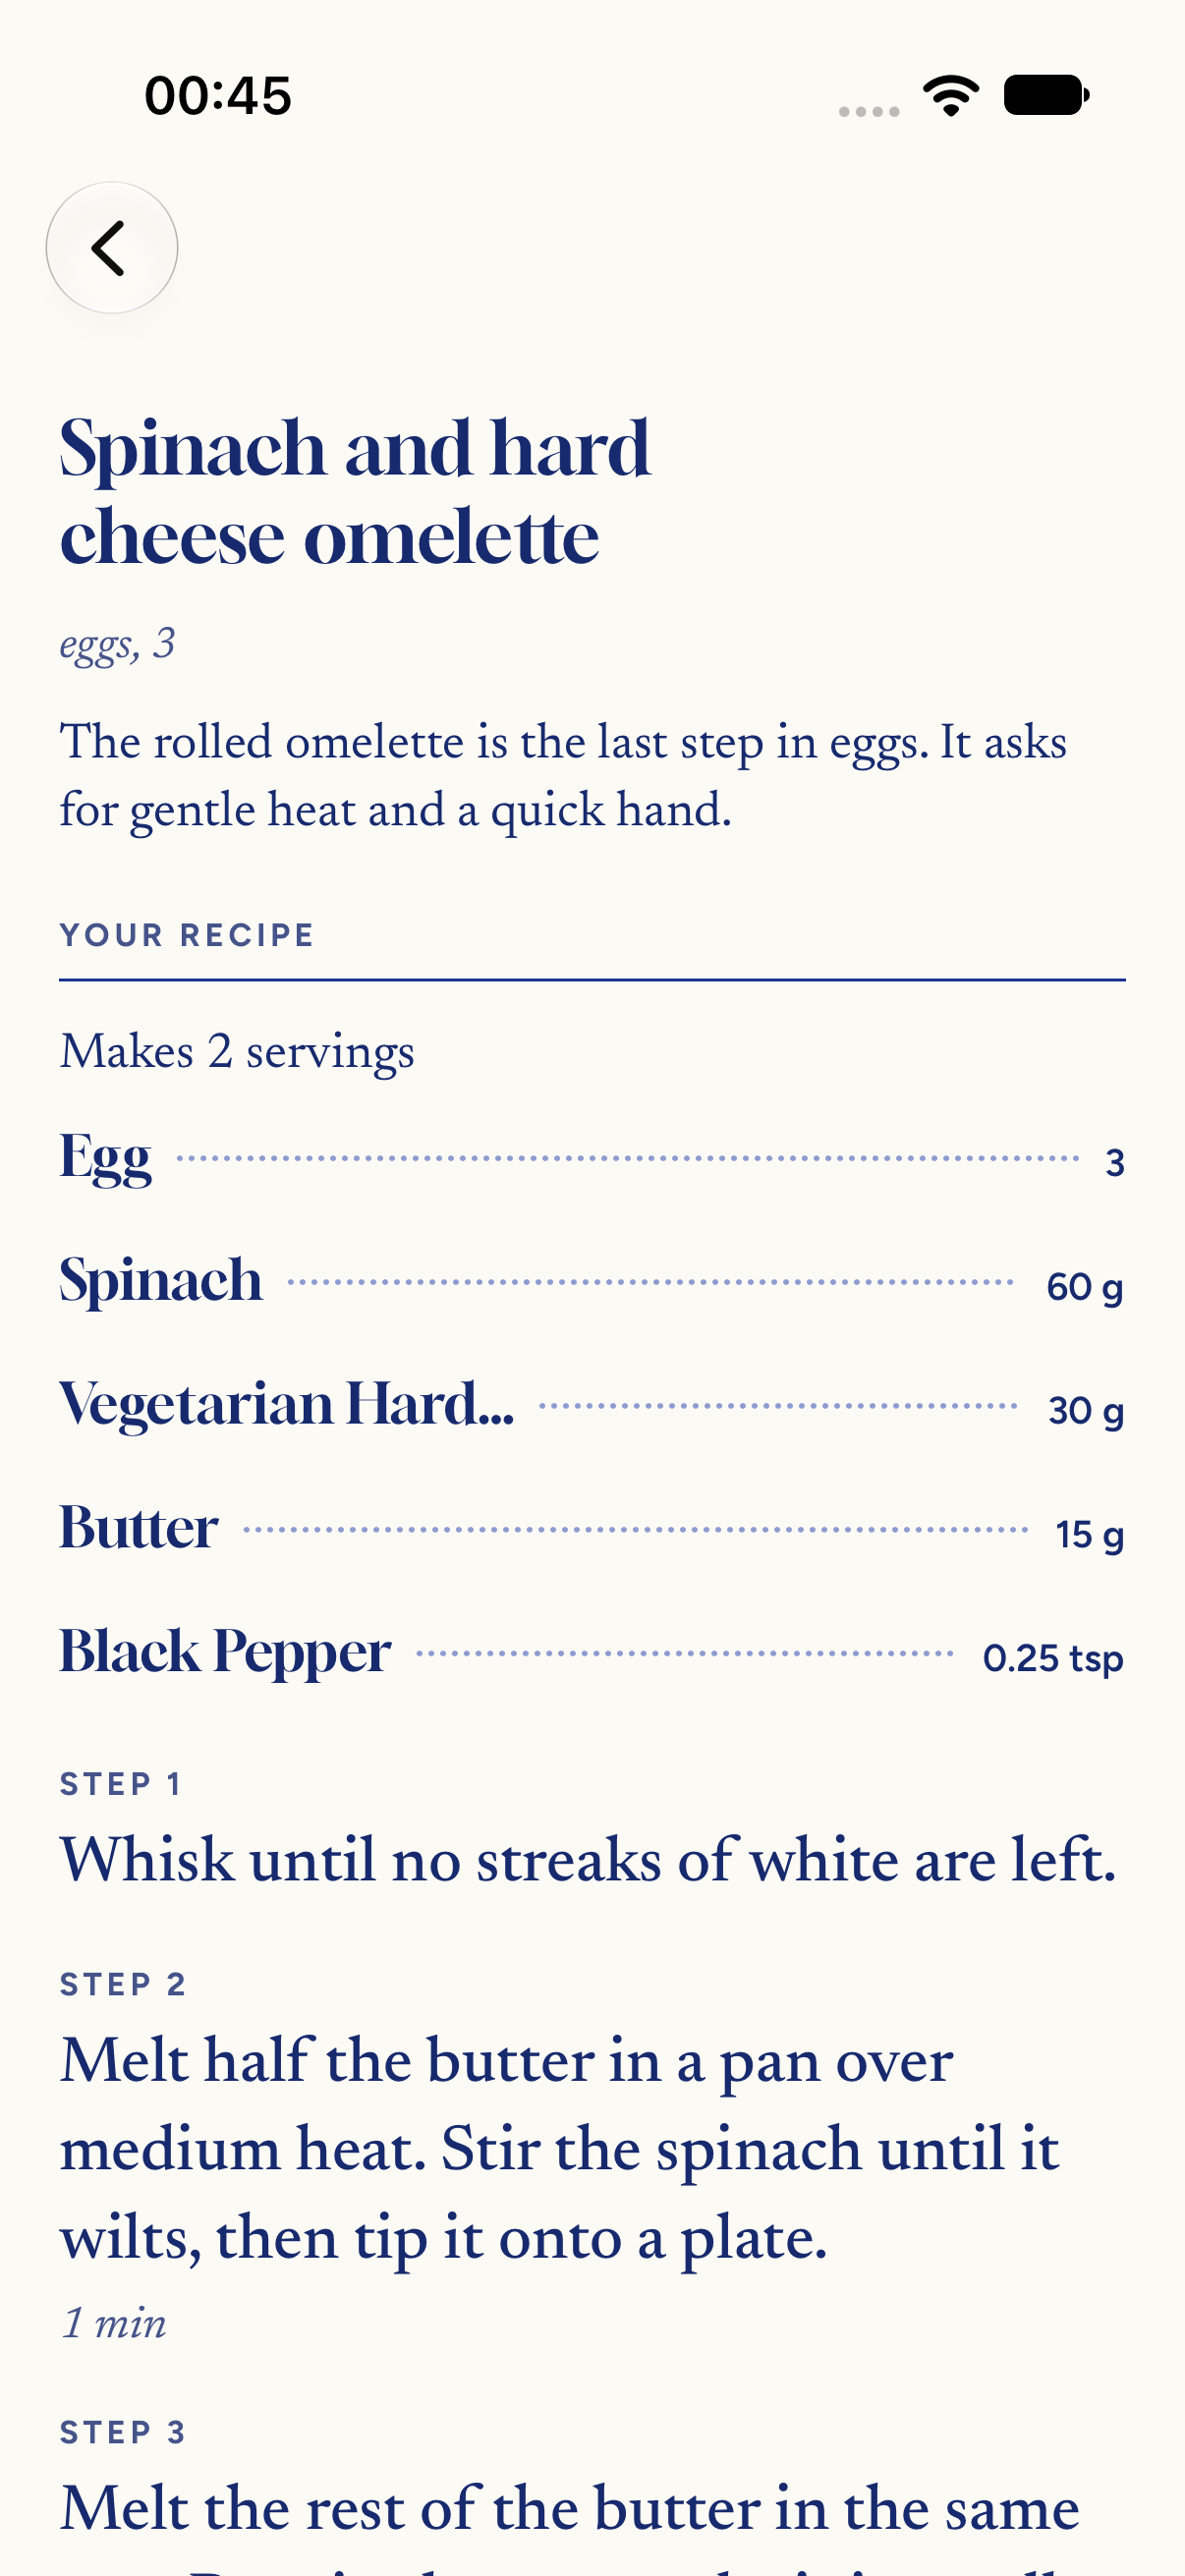 00:45
Spinach and hard
cheese omelette
eggs, 3
The rolled omelette is the last step in eggs. It asks
for gentle heat and a quick hand.
YOUR RECIPE
Makes 2 servings
Egg 3
Spinach 60 g
Vegetarian Hard... 30 g
Butter 15 g
Black Pepper 0.25 tsp
STEP 1
Whisk until no streaks of white are left.
STEP 2
Melt half the butter in a pan over
medium heat. Stir the spinach until it
wilts, then tip it onto a plate.
1 min
STEP 3
Melt the rest of the butter in the same